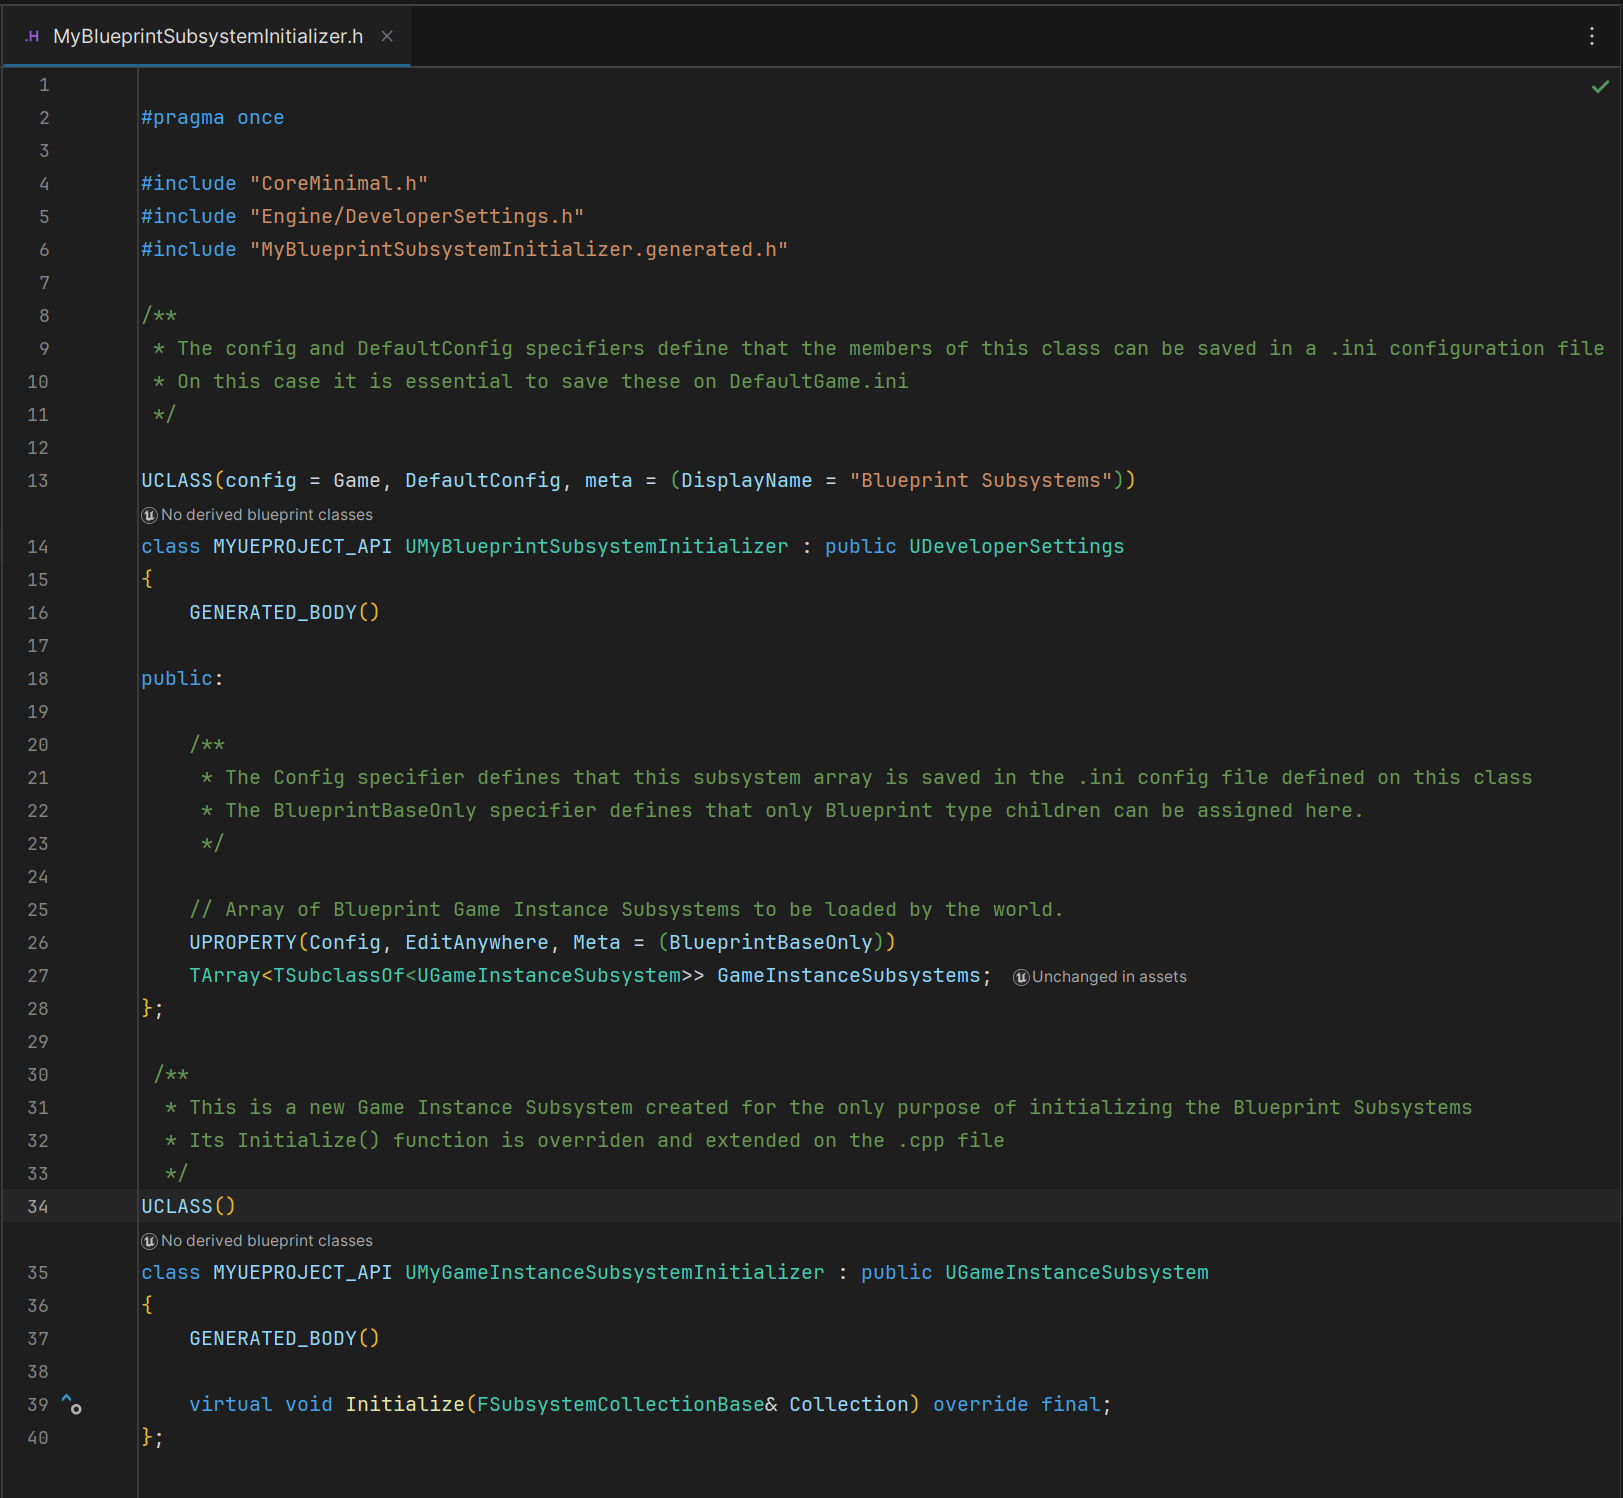 .H MyBlueprintSubsystemInitializer.h
1
2 #pragma once
3
4 #include "CoreMinimal.h"
5 #include "Engine/DeveloperSettings.h"
6 #include "MyBlueprintSubsystemInitializer.generated.h"
7
8 /**
9 * The config and DefaultConfig specifiers define that the members of this class can be saved in a .ini configuration file
10 * On this case it is essential to save these on DefaultGame.ini
11 */
12
13 UCLASS(config = Game, DefaultConfig, meta = (DisplayName = "Blueprint Subsystems"))
No derived blueprint classes
14 class MYUEPROJECT_API UMyBlueprintSubsystemInitializer : public UDeveloperSettings
15 {
16 GENERATED_BODY()
17
18 public:
19
20 /**
21 * The Config specifier defines that this subsystem array is saved in the .ini config file defined on this class
22 * The BlueprintBaseOnly specifier defines that only Blueprint type children can be assigned here.
23 */
24
25 // Array of Blueprint Game Instance Subsystems to be loaded by the world.
26 UPROPERTY(Config, EditAnywhere, Meta = (BlueprintBaseOnly))
27 TArray<TSubclassOf<UGameInstanceSubsystem>> GameInstanceSubsystems; Unchanged in assets
28 };
29
30 /**
31 * This is a new Game Instance Subsystem created for the only purpose of initializing the Blueprint Subsystems
32 * Its Initialize() function is overriden and extended on the .cpp file
33 */
34 UCLASS()
No derived blueprint classes
35 class MYUEPROJECT_API UMyGameInstanceSubsystemInitializer : public UGameInstanceSubsystem
36 {
37 GENERATED_BODY()
38
39 virtual void Initialize(FSubsystemCollectionBase& Collection) override final;
40 };